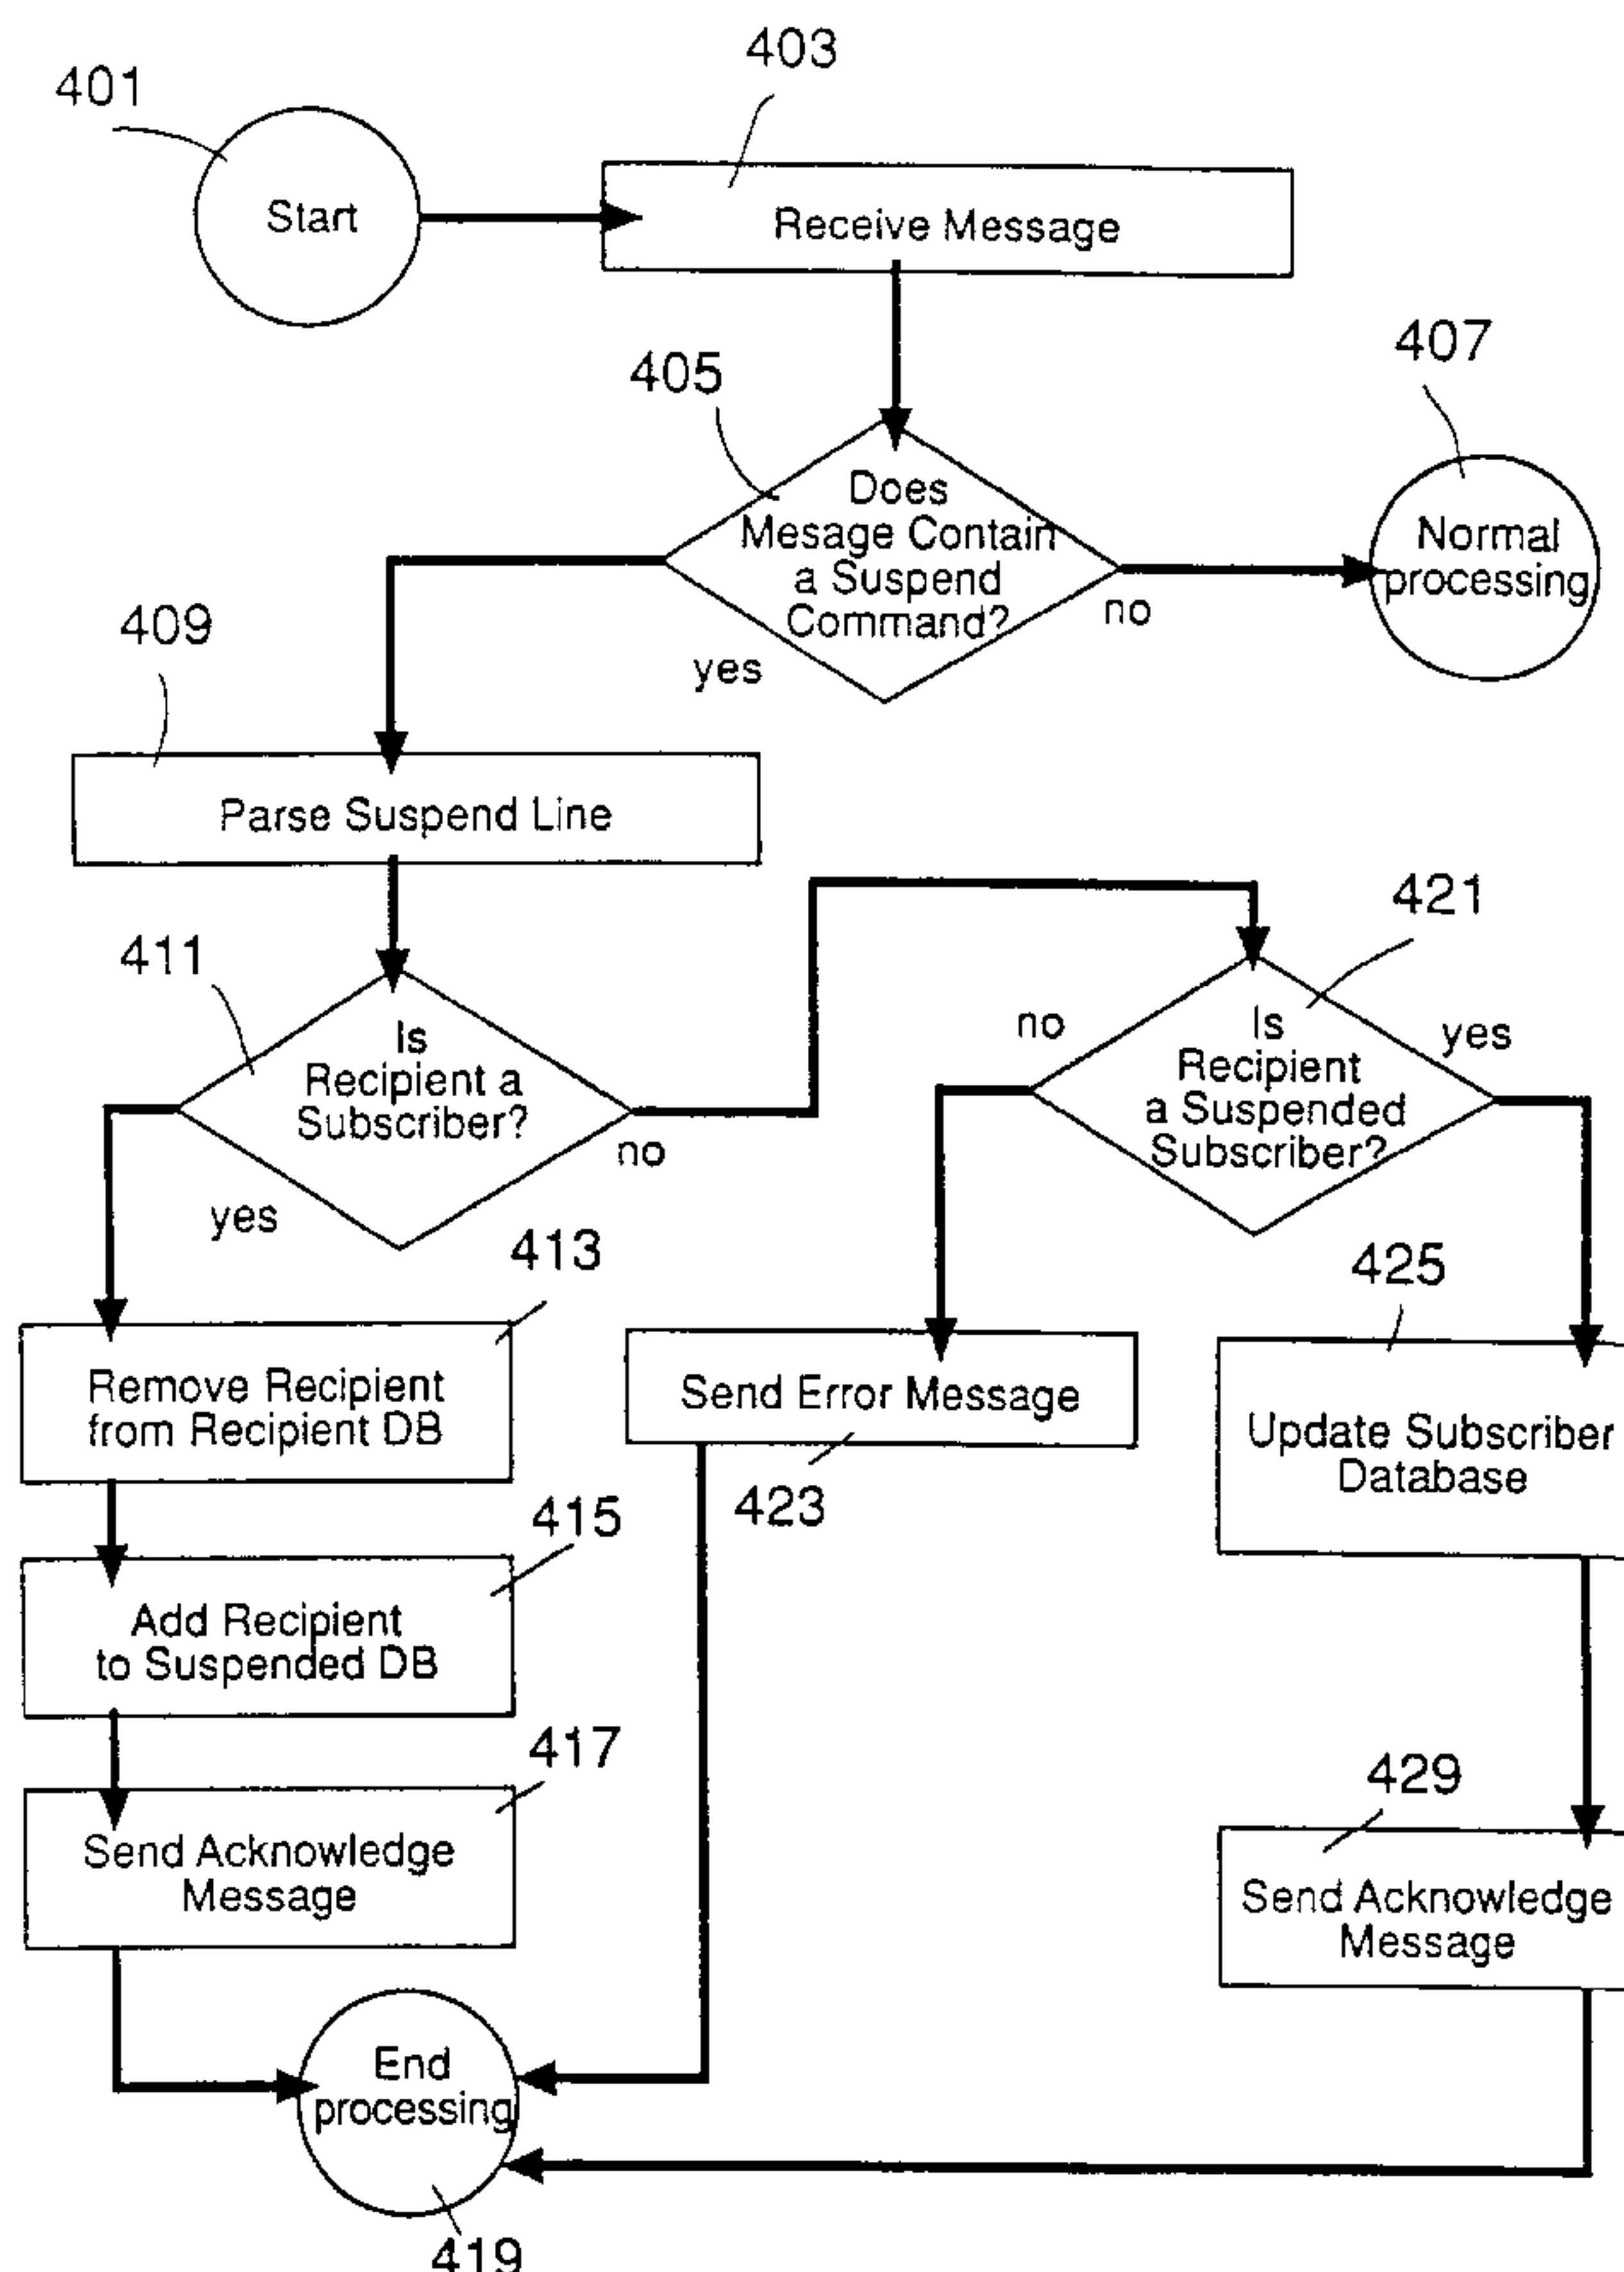 403
401
Start
Receive Message
407
405
Does
Mesage Contain
a Suspend
Command?
no
yes
Normal
processing
409
Parse Suspend Line
421
411
Is
Recipient a
Subscriber?
no
yes
no
Is
Recipient
a Suspended
Subscriber?
yes
413
425
Remove Recipient
from Recipient DB
Send Error Message
Update Subscriber
Database
423
415
Add Recipient
to Suspended DB
417
429
Send Acknowledge
Message
Send Acknowledge
Message
End
processing
419